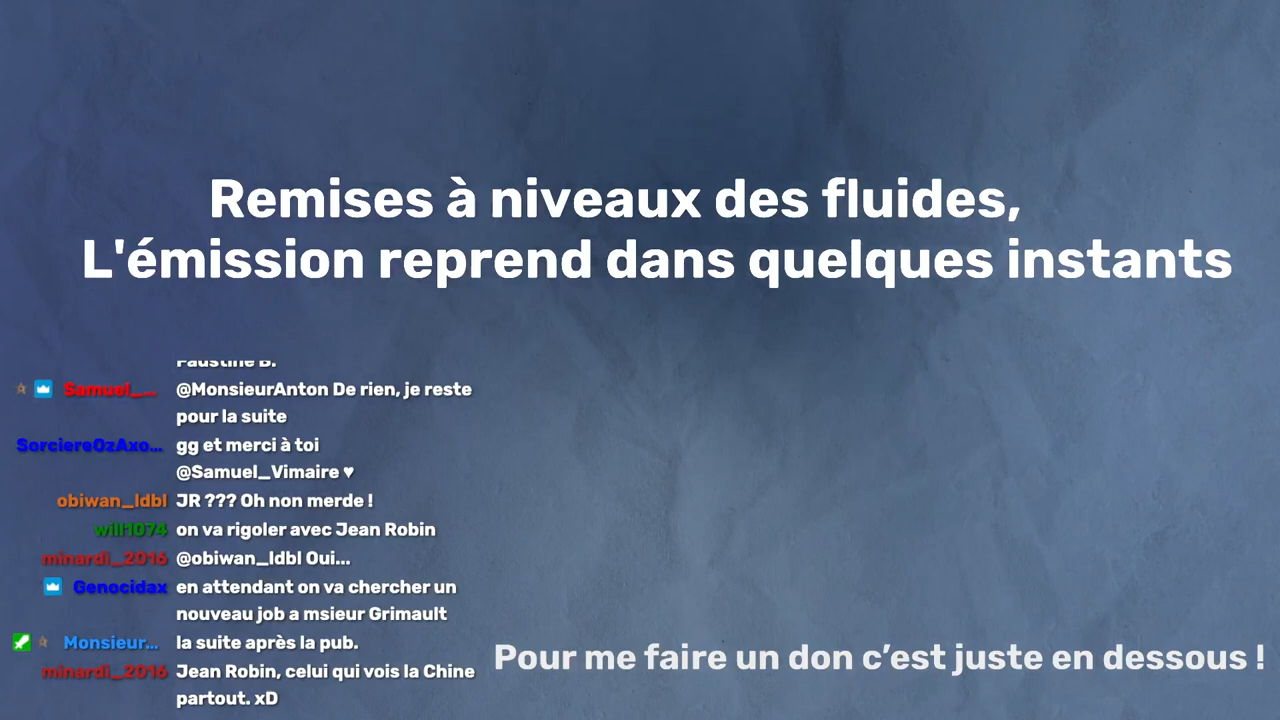 Remises à niveaux des fluides,
L'émission reprend dans quelques instants
Faustine B.
Samuel_... @MonsieurAnton De rien, je reste
pour la suite
SorciereOzAxo... gg et merci à toi
@Samuel_Vimaire ♥
obiwan_ldbl JR ??? Oh non merde !
will1074 on va rigoler avec Jean Robin
minardi_2016 @obiwan_ldbl Oui...
Genocidax en attendant on va chercher un
nouveau job a msieur Grimault
Monsieur... la suite après la pub.
minardi_2016 Jean Robin, celui qui vois la Chine
partout. xD
Pour me faire un don c’est juste en dessous !